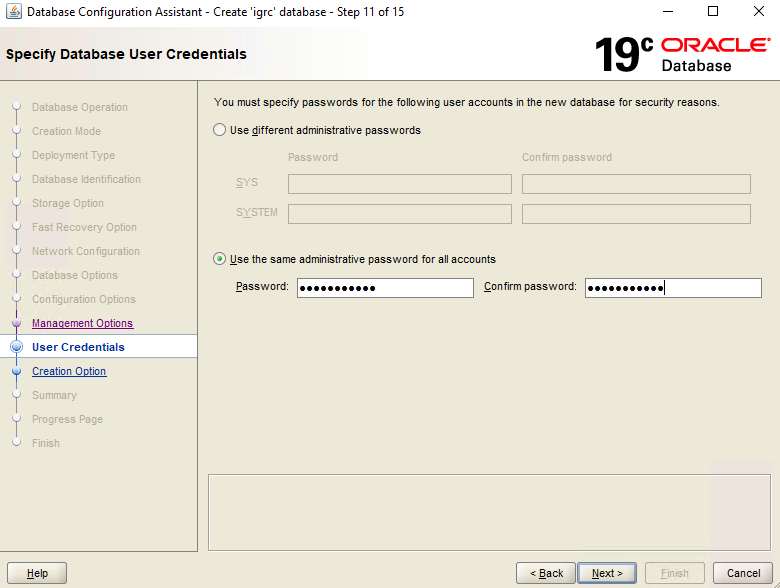 Database Configuration Assistant - Create 'igrc' database - Step 11 of 15
Specify Database User Credentials
19c ORACLE Database
Database Operation
Creation Mode
Deployment Type
Database Identification
Storage Option
Fast Recovery Option
Network Configuration
Database Options
Configuration Options
Management Options
User Credentials
Creation Option
Summary
Progress Page
Finish
You must specify passwords for the following user accounts in the new database for security reasons.
Use different administrative passwords
Password Confirm password
SYS
SYSTEM
Use the same administrative password for all accounts
Password: ●●●●●●●●●●● Confirm password: ●●●●●●●●●●●
Help < Back Next > Finish Cancel